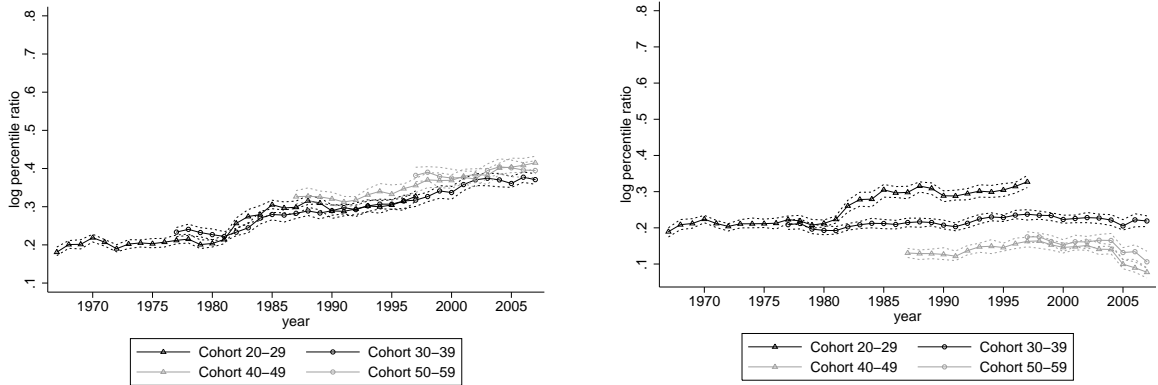 .8
.7
.6
.5
.4
.3
.2
.1
log percentile ratio
1970 1975 1980 1985 1990 1995 2000 2005
year
Cohort 20−29 Cohort 30−39
Cohort 40−49 Cohort 50−59
.8
.7
.6
.5
.4
.3
.2
.1
log percentile ratio
1970 1975 1980 1985 1990 1995 2000 2005
year
Cohort 20−29 Cohort 30−39
Cohort 40−49 Cohort 50−59